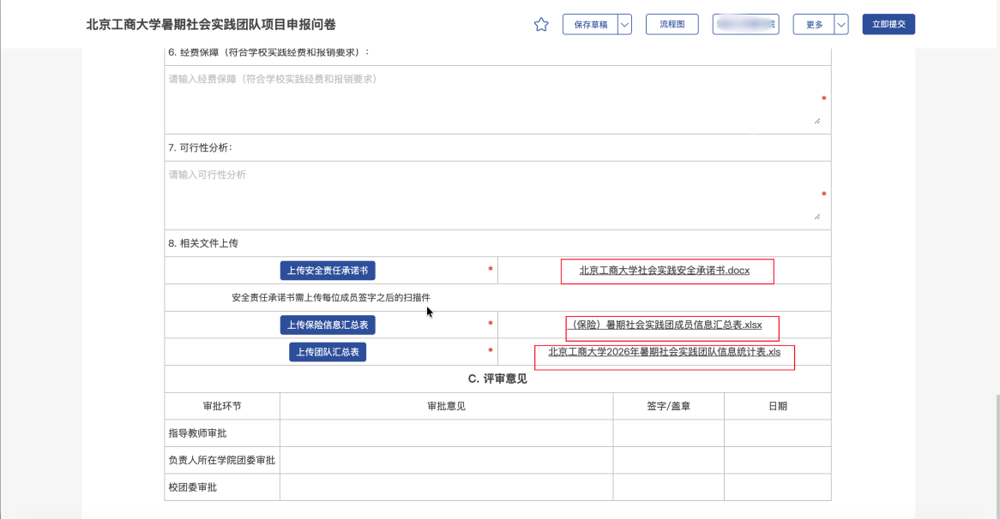 北京工商大学暑期社会实践团队项目申报问卷
保存草稿
流程图
院
更多
立即提交
6. 经费保障（符合学校实践经费和报销要求）:
请输入经费保障（符合学校实践经费和报销要求）
*
7. 可行性分析:
请输入可行性分析
*
8. 相关文件上传
上传安全责任承诺书 * 北京工商大学社会实践安全承诺书.docx
安全责任承诺书需上传每位成员签字之后的扫描件
上传保险信息汇总表 * （保险）暑期社会实践团成员信息汇总表.xlsx
上传团队汇总表 * 北京工商大学2026年暑期社会实践团队信息统计表.xls
C. 评审意见
审批环节 审批意见 签字/盖章 日期
指导教师审批
负责人所在学院团委审批
校团委审批